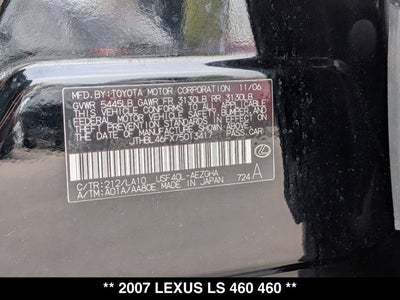 MFD. BY: TOYOTA MOTOR CORPORATION 11/06
GVWR 5445LB GAWR FR 3130LB RR 3130LB
THIS VEHICLE CONFORMS TO ALL APPLICABLE
FEDERAL MOTOR VEHICLE SAFETY, BUMPER, AND
THEFT PREVENTION STANDARDS IN EFFECT ON
THE DATE OF MANUFACTURE SHOWN ABOVE.
JTHBL46FX75013417 PASS. CAR
USF40L-AEZGHA
C/TR: 212/LA10
A/TM: A01A/AA80E MADE IN JAPAN 724 A
** 2007 LEXUS LS 460 460 **